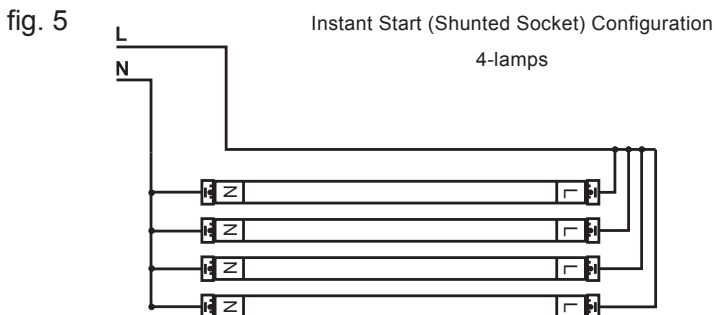 fig. 5
Instant Start (Shunted Socket) Configuration
4-lamps
L
N
N L
N L
N L
N L